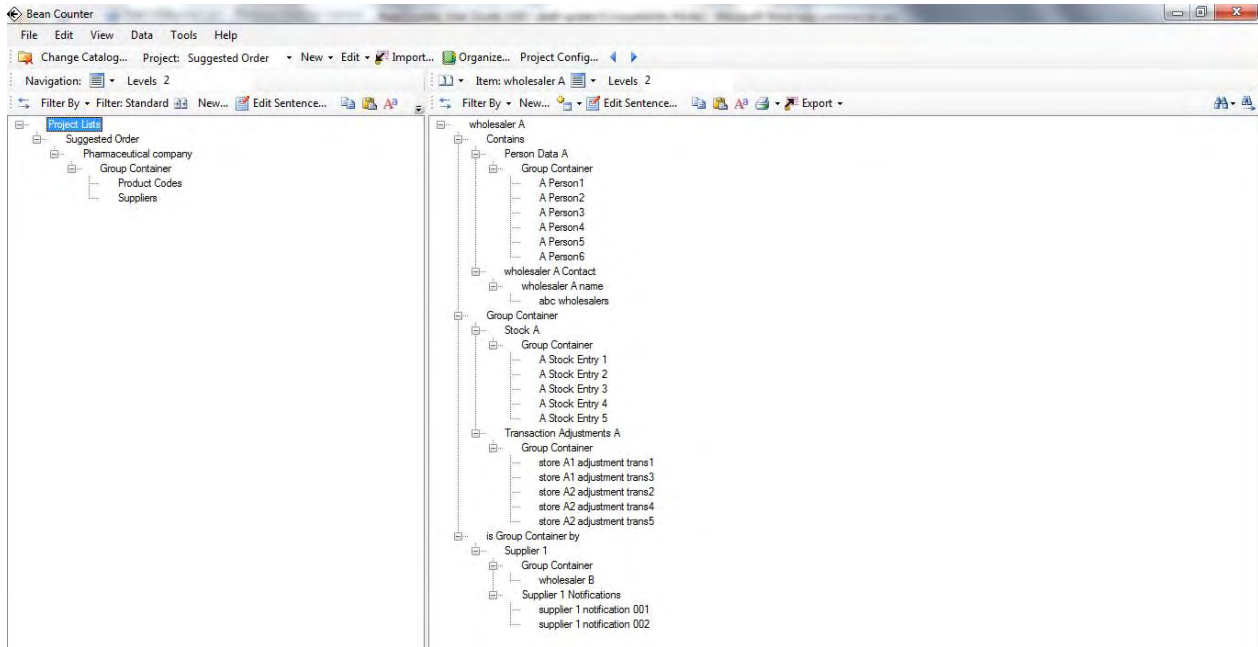 Bean Counter
File Edit View Data Tools Help
Change Catalog... Project: Suggested Order New Edit Import... Organize... Project Config...
Navigation: Levels 2
Filter By Filter: Standard New... Edit Sentence... Aa
Project Lists
Suggested Order
Pharmaceutical company
Group Container
Product Codes
Suppliers
Item: wholesaler A Levels 2
Filter By New... Edit Sentence... Aa Export
wholesaler A
Contains
Person Data A
Group Container
A Person1
A Person2
A Person3
A Person4
A Person5
A Person6
wholesaler A Contact
wholesaler A name
abc wholesalers
Group Container
Stock A
Group Container
A Stock Entry 1
A Stock Entry 2
A Stock Entry 3
A Stock Entry 4
A Stock Entry 5
Transaction Adjustments A
Group Container
store A1 adjustment trans1
store A1 adjustment trans3
store A2 adjustment trans2
store A2 adjustment trans4
store A2 adjustment trans5
is Group Container by
Supplier 1
Group Container
wholesaler B
Supplier 1 Notifications
supplier 1 notification 001
supplier 1 notification 002